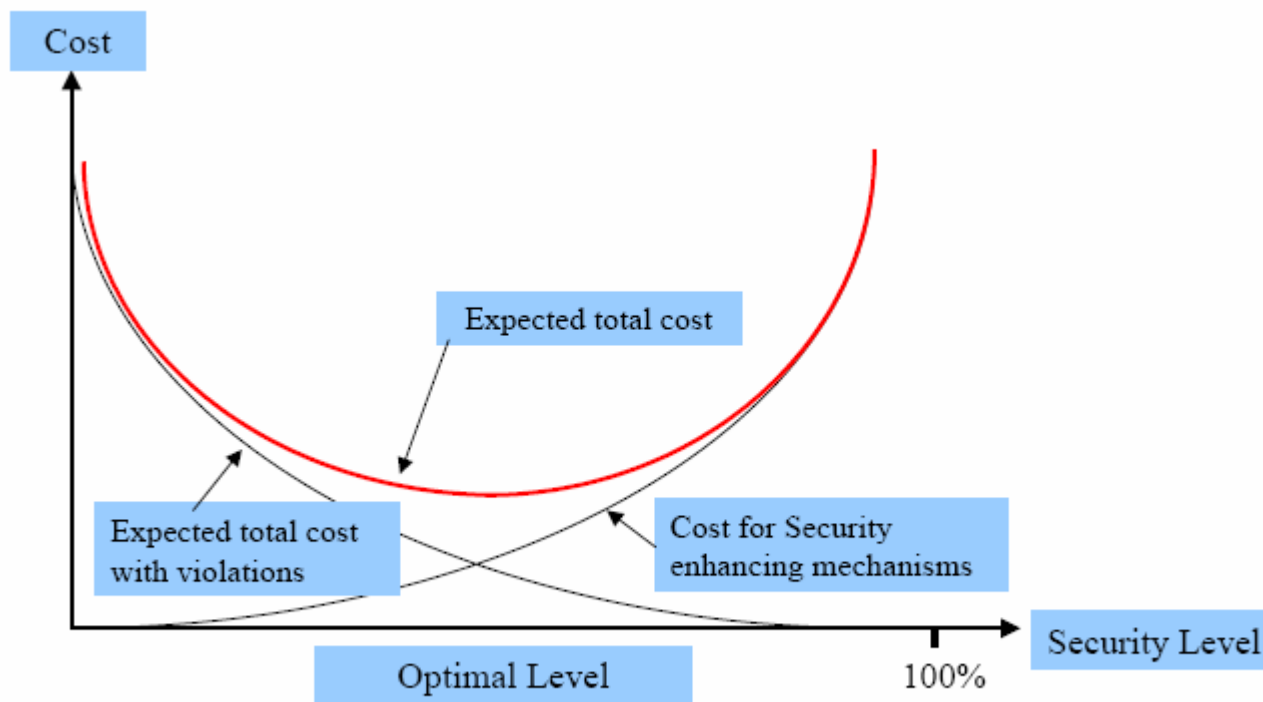 Cost
Expected total cost
Expected total cost
with violations
Cost for Security
enhancing mechanisms
Security Level
Optimal Level
100%